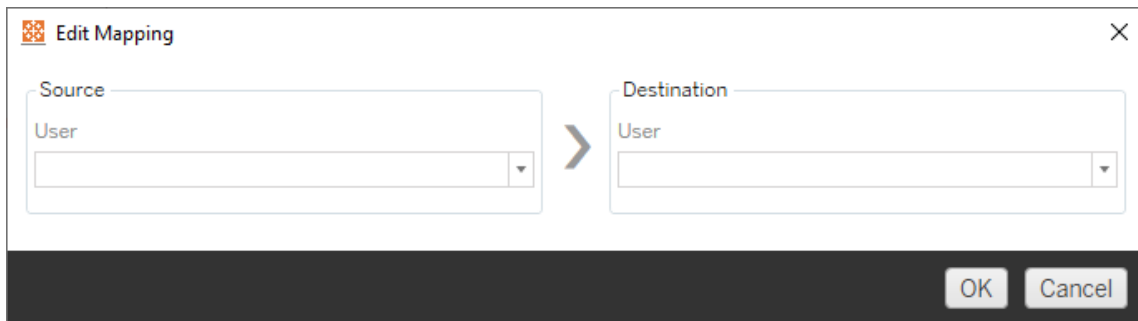 Edit Mapping
Source
User
Destination
User
OK
Cancel